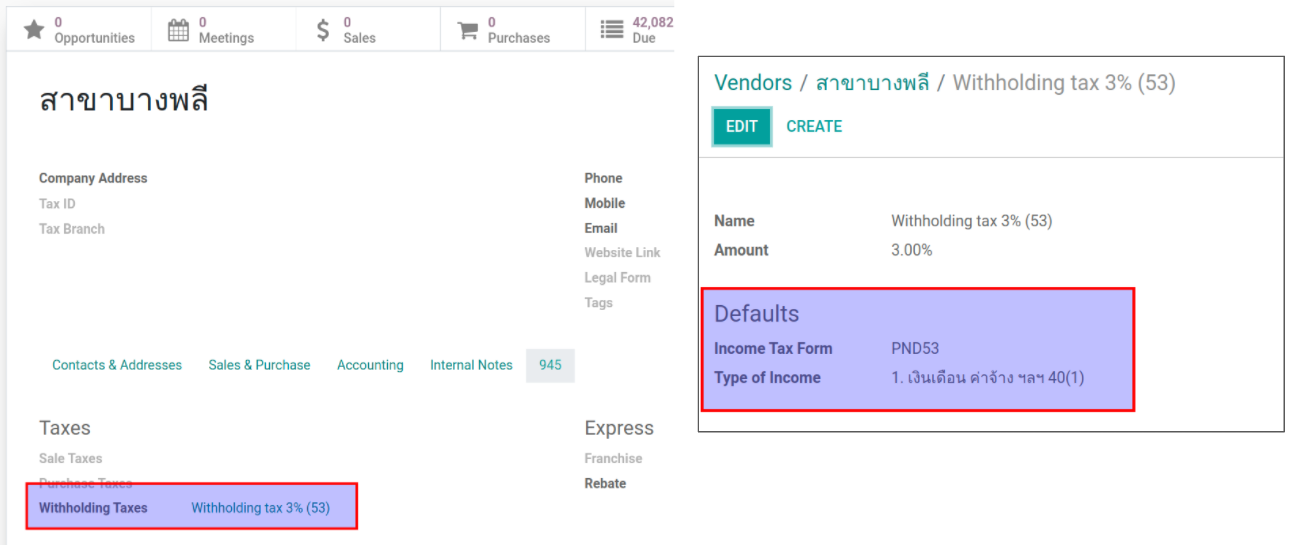 0 Opportunities
0 Meetings
0 Sales
0 Purchases
42,082 Due
สาขาบางพลี
Company Address
Tax ID
Tax Branch
Phone
Mobile
Email
Website Link
Legal Form
Tags
Contacts & Addresses Sales & Purchase Accounting Internal Notes 945
Taxes
Sale Taxes
Purchase Taxes
Withholding Taxes Withholding tax 3% (53)
Express
Franchise
Rebate
Vendors / สาขาบางพลี / Withholding tax 3% (53)
EDIT CREATE
Name Withholding tax 3% (53)
Amount 3.00%
Defaults
Income Tax Form PND53
Type of Income 1. เงินเดือน ค่าจ้าง ฯลฯ 40(1)